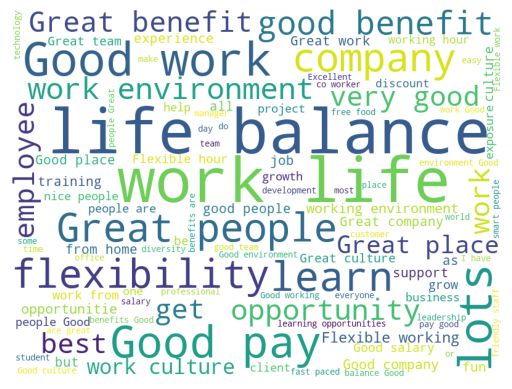 technology
Great benefit
good benefit
Great team
experience
Great work
working hour
Flexible work
Good work
company
make
Excellent
easy
co worker
work environment
help
all
project
discount
very good
exposure
culture
manager
free food
work Good
people Great
life balance
employee
Good place
Flexible hour
day
do
team
job
environment Good
training
growth
development
most
place
work life
nice people
work
smart people
people are
good people
working environment
benefits are
Great people
Great company
world
customer
some
from home
diversity
be
good team
Great place
I have
time
office
Good environment
Great culture
as
support
flexibility
learn
grow
lots
work from
one
professional
Good working
everyone
business
opportunitie
salary
get
opportunity
leadership
friendly staff
people Good
benefits Good
learning opportunities
pay good
are great
best
Good pay
Flexible working
student
but
work culture
client
Good salary
or
Good culture
fast paced
balance Good
Good company
fun